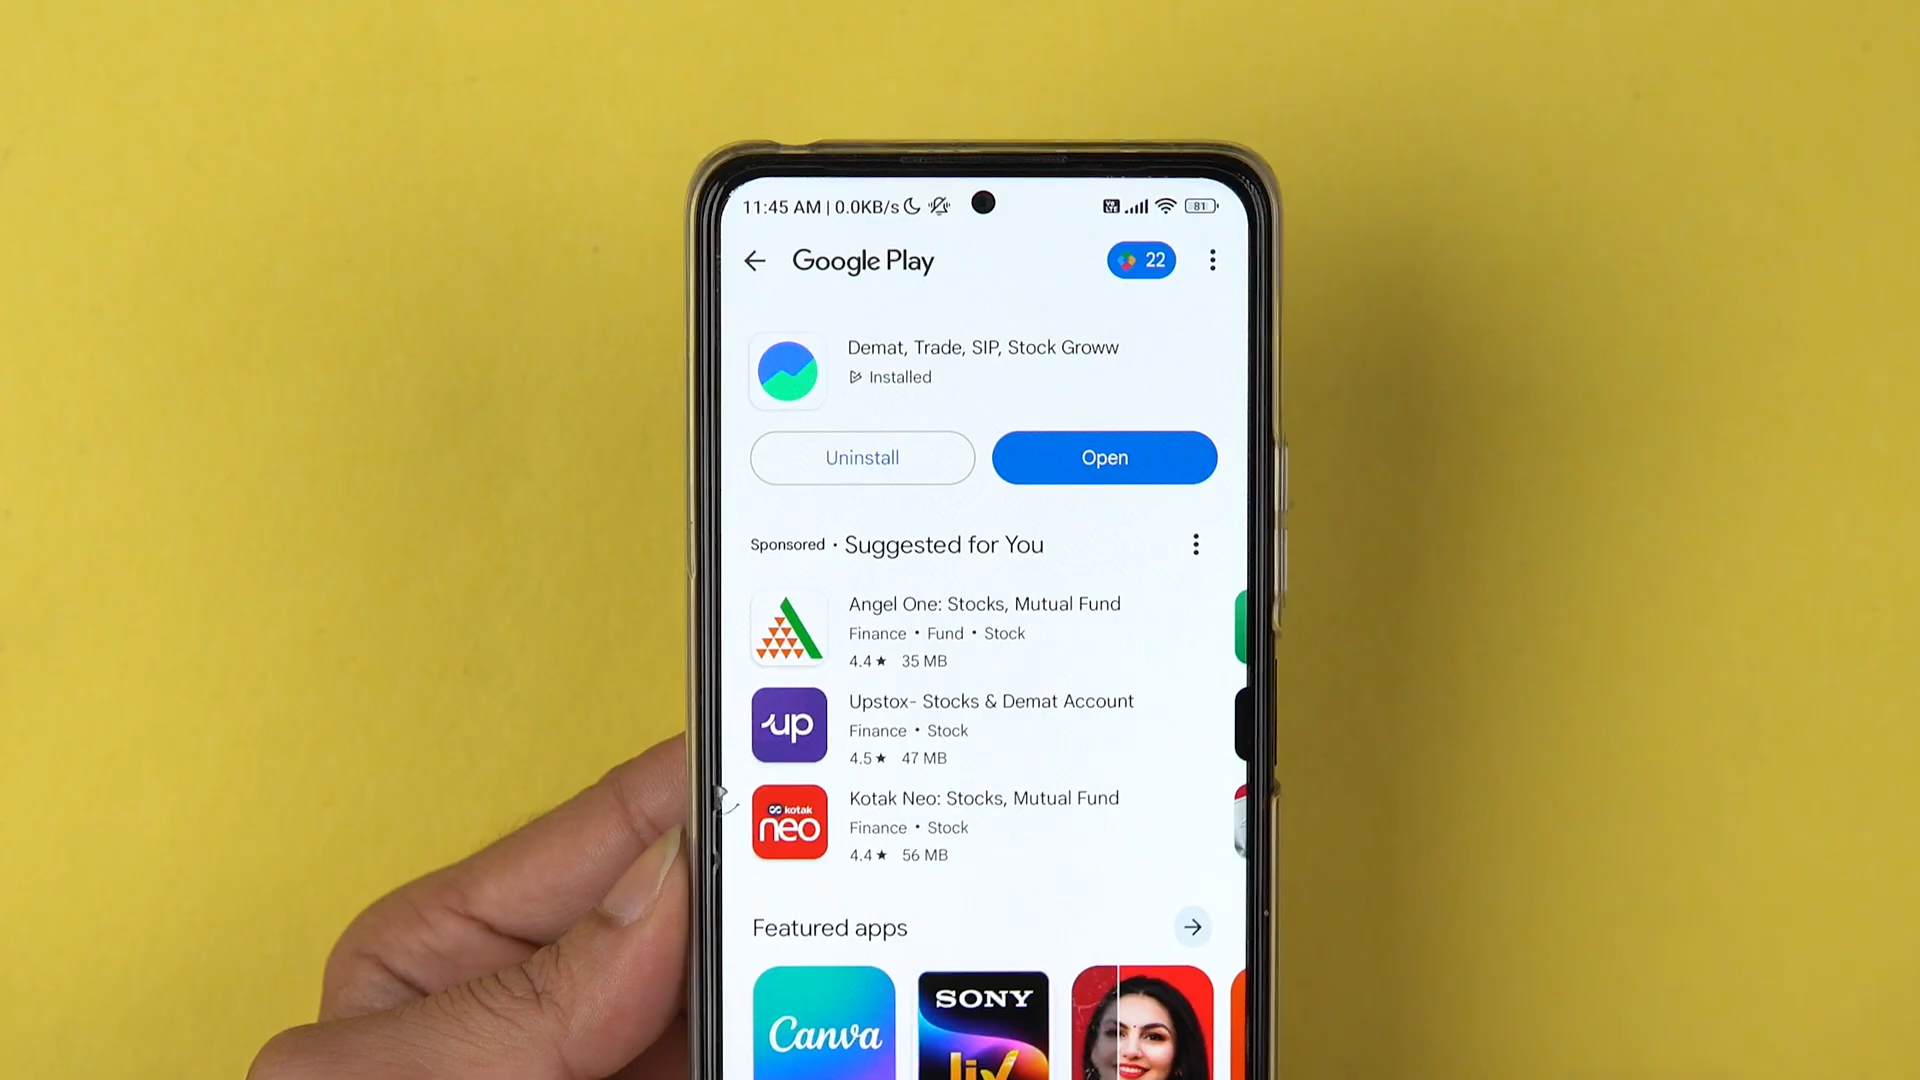 11:45 AM | 0.0KB/s
81
Google Play
22
Demat, Trade, SIP, Stock Groww
Installed
Uninstall
Open
Sponsored • Suggested for You
Angel One: Stocks, Mutual Fund
Finance • Fund • Stock
4.4★ 35 MB
up
Upstox- Stocks & Demat Account
Finance • Stock
4.5★ 47 MB
kotak
neo
Kotak Neo: Stocks, Mutual Fund
Finance • Stock
4.4★ 56 MB
Featured apps
Canva
SONY
liv